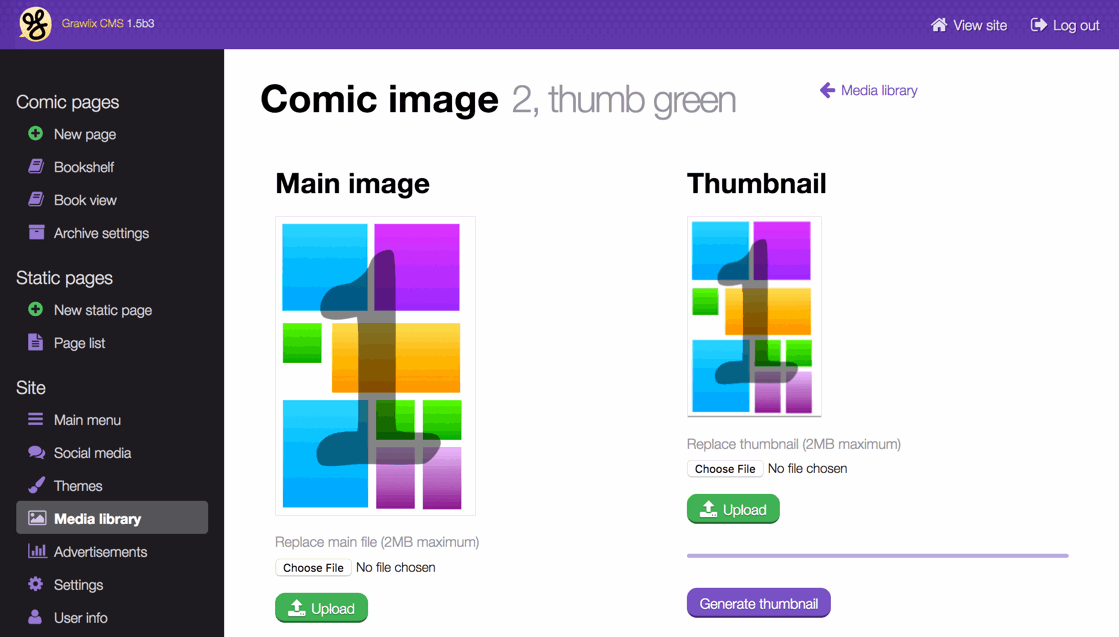 Grawlix CMS 1.5b3
View site
Log out
Comic pages
New page
Bookshelf
Book view
Archive settings
Static pages
New static page
Page list
Site
Main menu
Social media
Themes
Media library
Advertisements
Settings
User info
Comic image 2, thumb green
Media library
Main image
1
Replace main file (2MB maximum)
Choose File No file chosen
Upload
Thumbnail
1
Replace thumbnail (2MB maximum)
Choose File No file chosen
Upload
Generate thumbnail